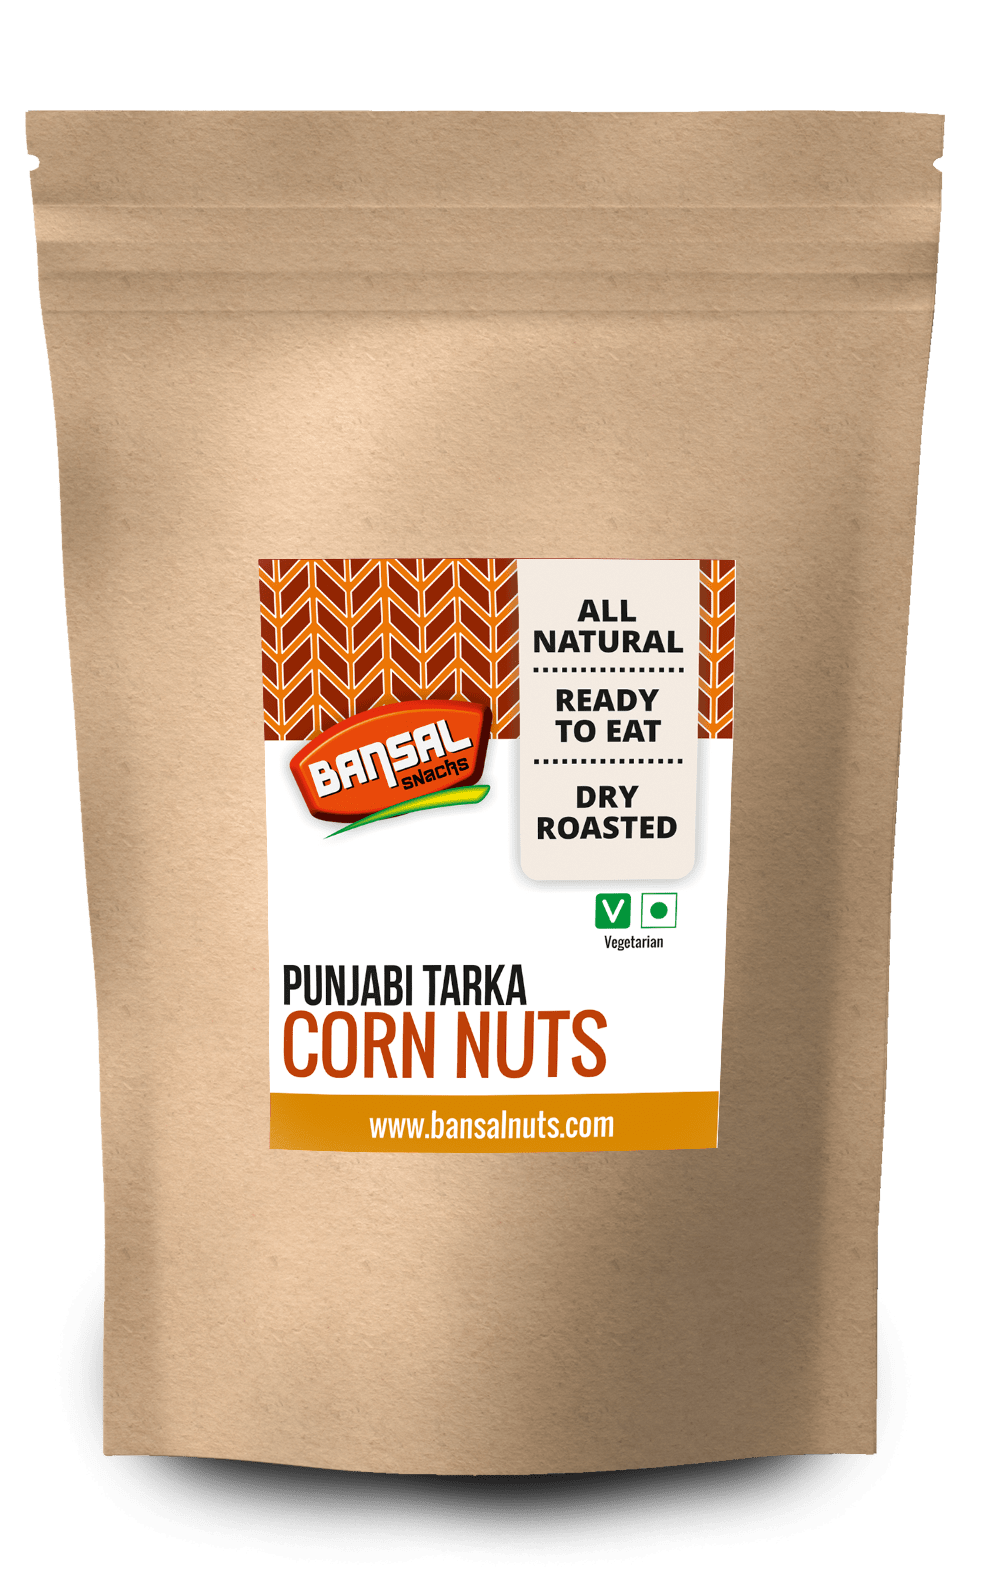 ALL
NATURAL
READY
TO EAT
DRY
ROASTED
BANSAL
SNACKS
V
Vegetarian
PUNJABI TARKA
CORN NUTS
www.bansalnuts.com